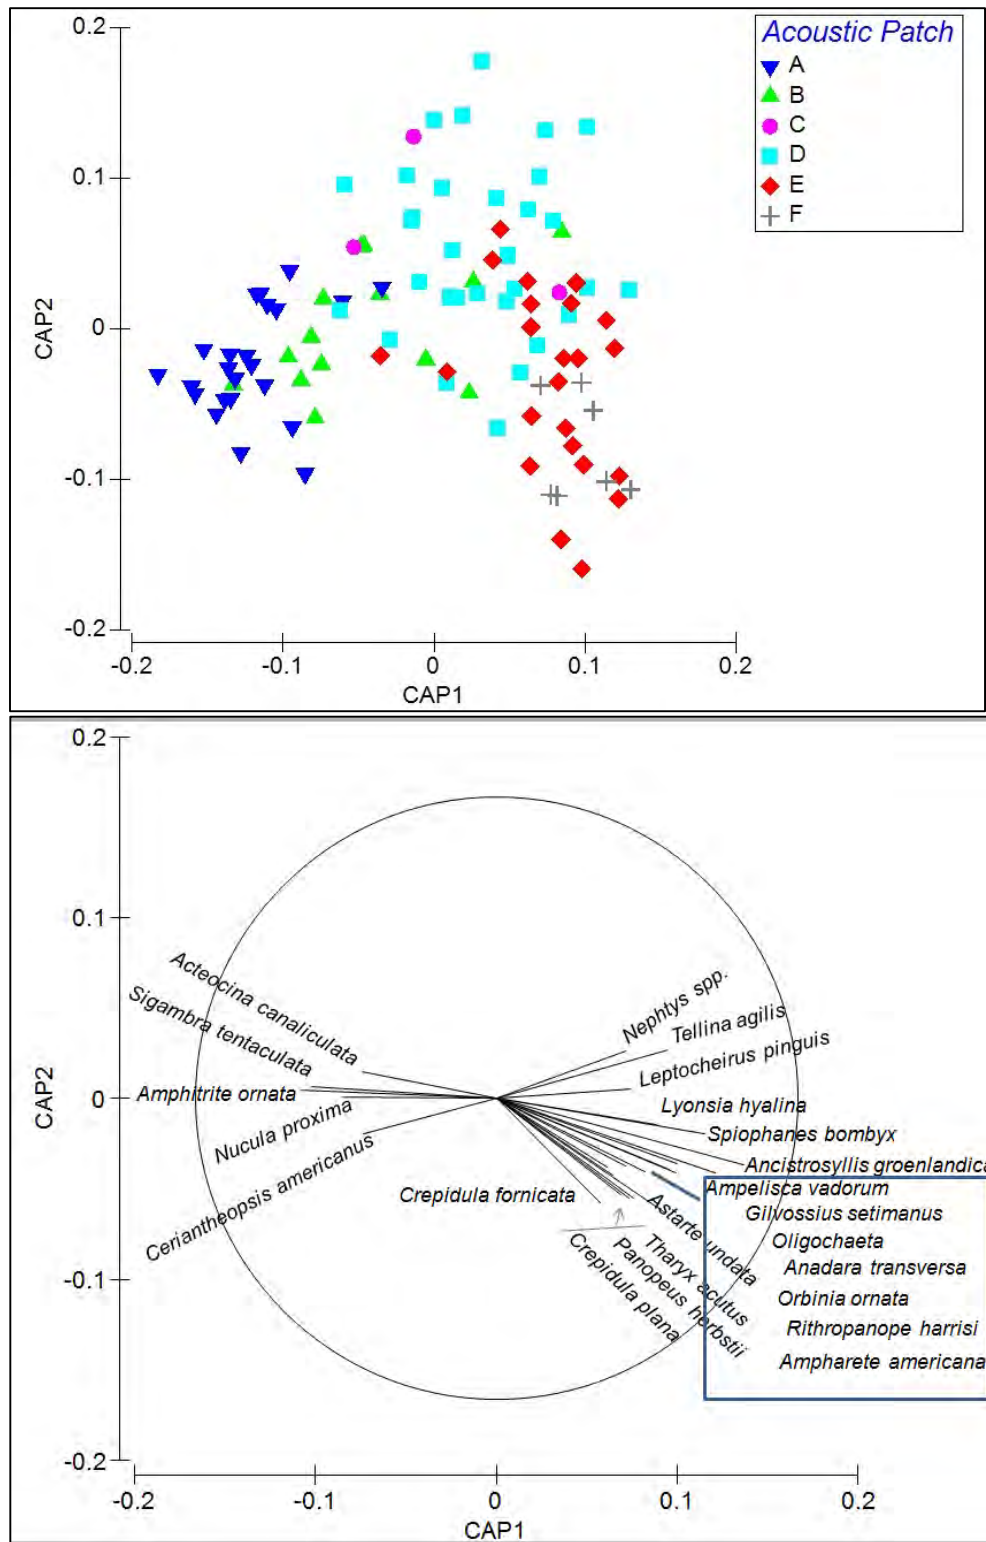 0.2
0.1
0
-0.1
-0.2
CAP2
Acoustic Patch
A
B
C
D
E
F
-0.2
-0.1
0
0.1
0.2
CAP1
0.2
0.1
0
-0.1
-0.2
CAP2
Acteocina canaliculata
Sigambra tentaculata
Amphitrite ornata
Nucula proxima
Ceriantheopsis americanus
Nephtys spp.
Tellina agilis
Leptocheirus pinguis
Lyonsia hyalina
Spiophanes bombyx
Ancistrosyllis groenlandica
Ampelisca vadorum
Gilvossius setimanus
Oligochaeta
Anadara transversa
Orbinia ornata
Rithropanope harrisi
Ampharete americana
Crepidula fornicata
Astarte undata
Tharyx acutus
Panopeus herbstii
Crepidula plana
-0.2
-0.1
0
0.1
0.2
CAP1